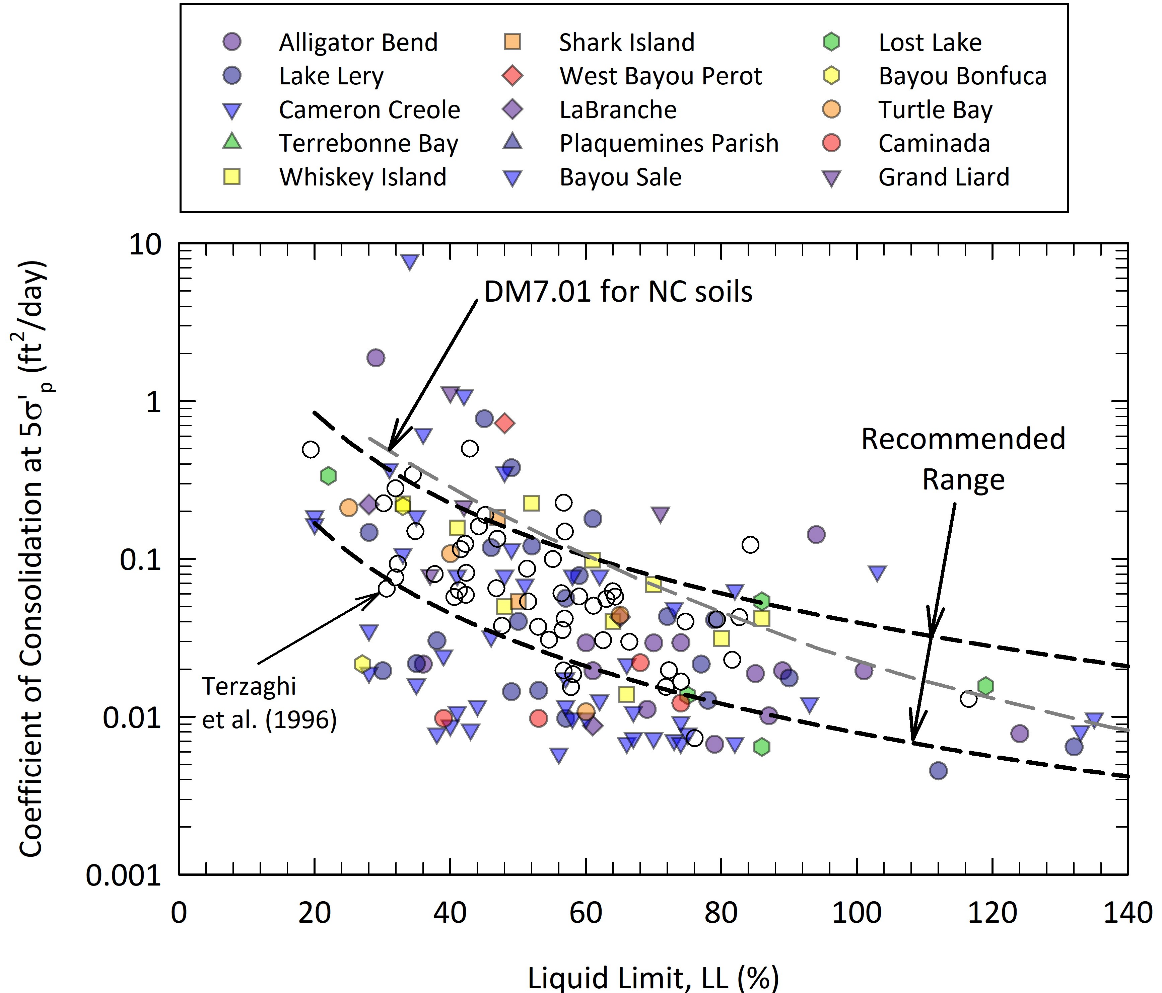 Alligator Bend Shark Island Lost Lake
Lake Lery West Bayou Perot Bayou Bonfuca
Cameron Creole LaBranche Turtle Bay
Terrebonne Bay Plaquemines Parish Caminada
Whiskey Island Bayou Sale Grand Liard
Coefficient of Consolidation at 5σ'p (ft²/day)
10
1
0.1
0.01
0.001
DM7.01 for NC soils
Recommended
Range
Terzaghi
et al. (1996)
0 20 40 60 80 100 120 140
Liquid Limit, LL (%)